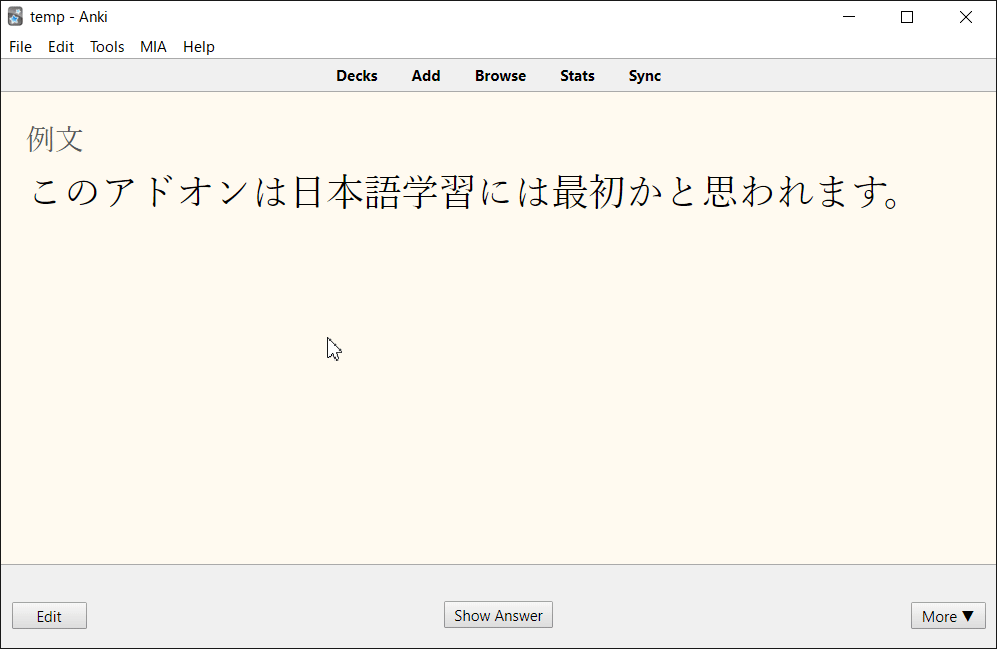 temp - Anki
File Edit Tools MIA Help
Decks Add Browse Stats Sync
例文
このアドオンは日本語学習には最初かと思われます。
Edit Show Answer More ▼